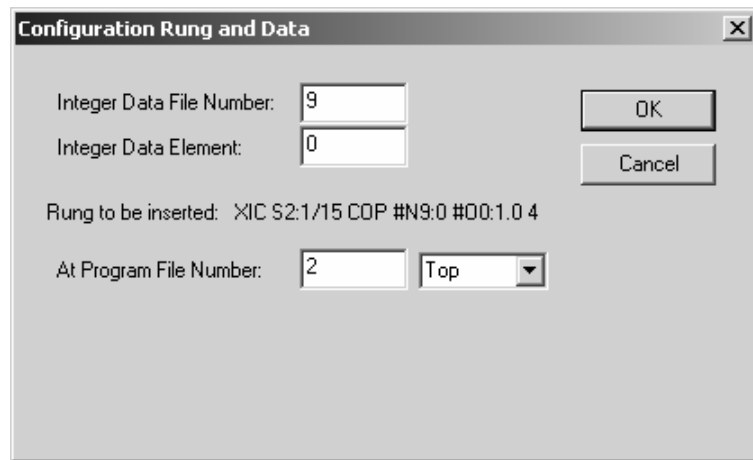 Configuration Rung and Data
Integer Data File Number: 9
OK
Integer Data Element: 0
Cancel
Rung to be inserted: XIC S2:1/15 COP #N9:0 #O0:1.0 4
At Program File Number: 2 Top